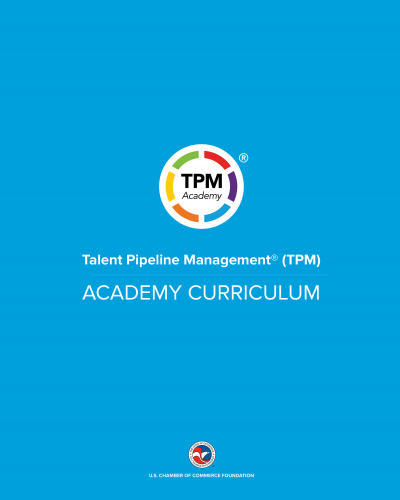 TPM
Academy
®
Talent Pipeline Management® (TPM)
ACADEMY CURRICULUM
U.S. CHAMBER OF COMMERCE FOUNDATION